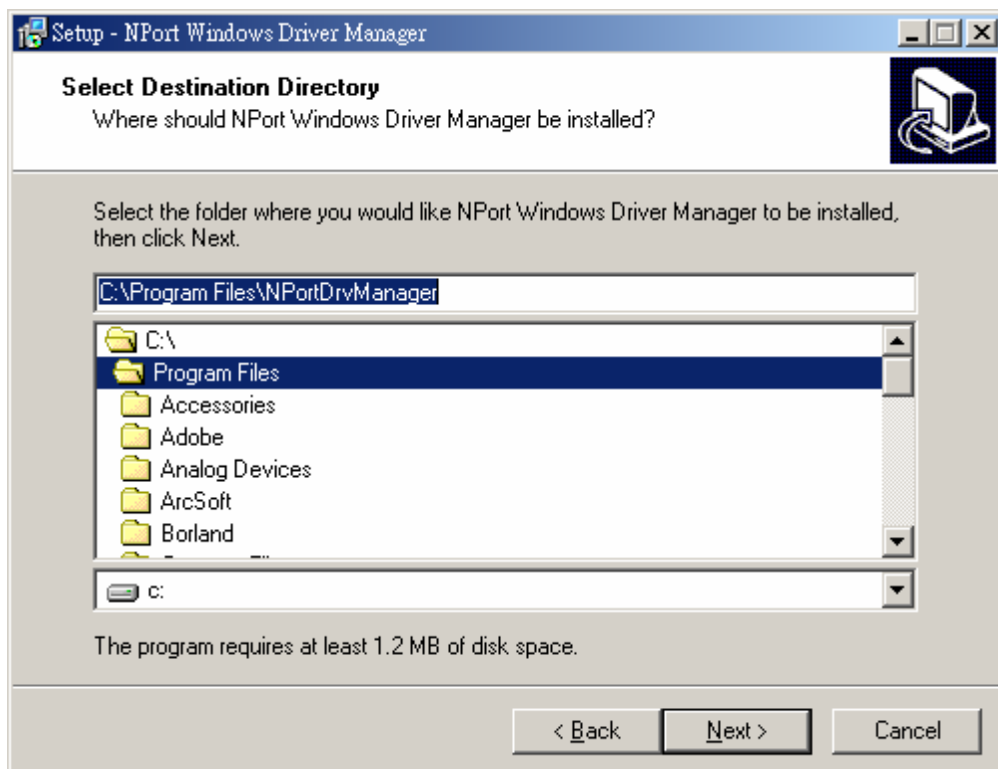 Setup - NPort Windows Driver Manager
Select Destination Directory
Where should NPort Windows Driver Manager be installed?
Select the folder where you would like NPort Windows Driver Manager to be installed,
then click Next.
C:\Program Files\NPortDrvManager
C:\
Program Files
Accessories
Adobe
Analog Devices
ArcSoft
Borland
c:
The program requires at least 1.2 MB of disk space.
< Back
Next >
Cancel